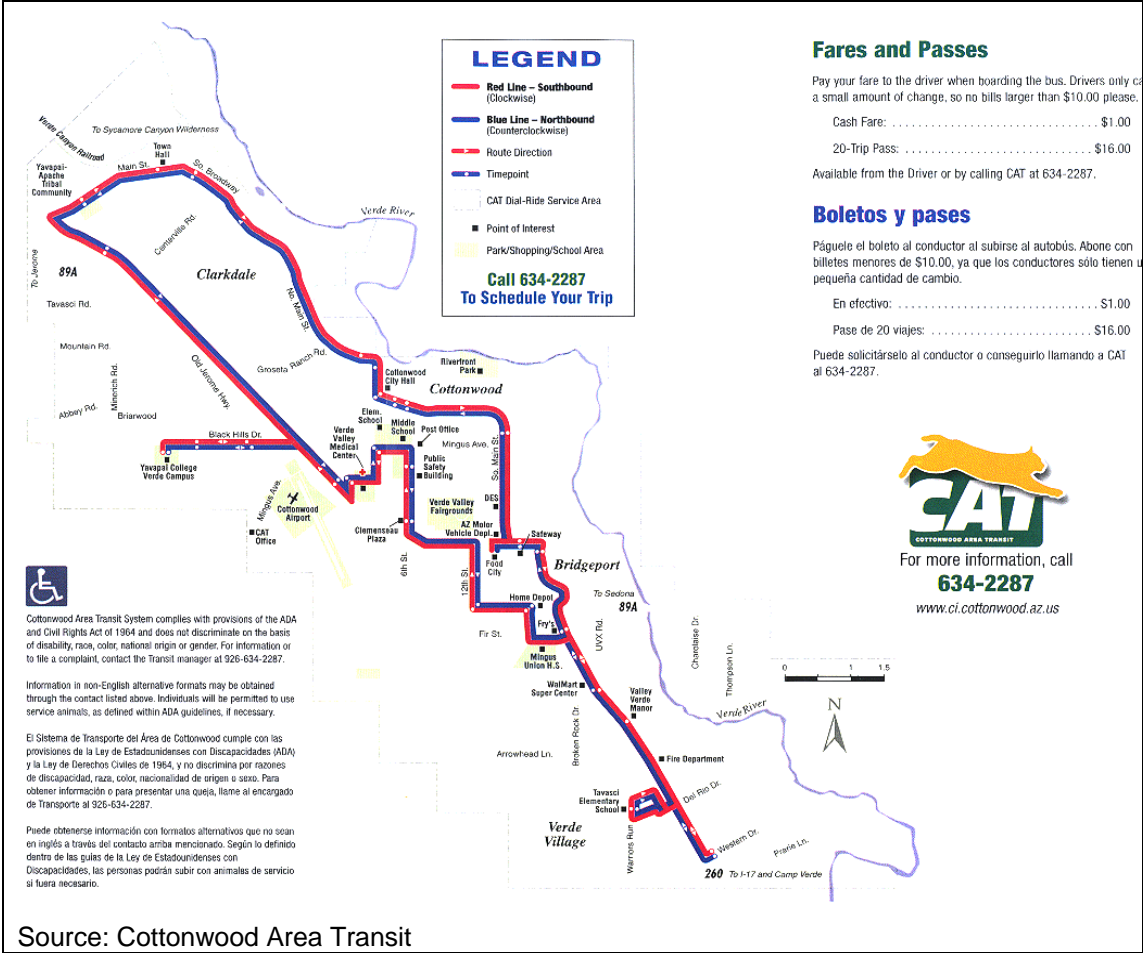 LEGEND
Red Line – Southbound
(Clockwise)
Blue Line – Northbound
(Counterclockwise)
Route Direction
Timepoint
CAT Dial-Ride Service Area
Point of Interest
Park/Shopping/School Area
Call 634-2287
To Schedule Your Trip
Fares and Passes
Pay your fare to the driver when boarding the bus. Drivers only ca
a small amount of change, so no bills larger than $10.00 please.
Cash Fare: . . . . . . . . . . . . . . . . . . . . . . . . . . . . . $1.00
20-Trip Pass: . . . . . . . . . . . . . . . . . . . . . . . . . . . $16.00
Available from the Driver or by calling CAT at 634-2287.
Boletos y pases
Páguele el boleto al conductor al subirse al autobús. Abone con
billetes menores de $10.00, ya que los conductores sólo tienen u
pequeña cantidad de cambio.
En efectivo: . . . . . . . . . . . . . . . . . . . . . . . . . . . . $1.00
Pase de 20 viajes: . . . . . . . . . . . . . . . . . . . . . . . $16.00
Puede solicitárselo al conductor o conseguirlo llamando a CAT
al 634-2287.
Verde Canyon Railroad
To Sycamore Canyon Wilderness
Town
Hall
Main St.
So. Broadway
Yavapai-
Apache
Tribal
Community
Centerville Rd.
Verde River
To Jerome
89A
Clarkdale
Tavasci Rd.
No. Main St.
Mountain Rd.
Groseta Ranch Rd.
Old Jerome Hwy.
Minerich Rd.
Abbey Rd.
Briarwood
Riverfront
Park
Cottonwood
City Hall
Cottonwood
Elem.
School
Middle
School
Post Office
Black Hills Dr.
Verde
Valley
Medical
Center
Mingus Ave.
So. Main St.
Yavapai College
Verde Campus
Public
Safety
Building
Mingus Ave.
Cottonwood
Airport
Verde Valley
Fairgrounds
DES
CAT
Office
Clemenseau
Plaza
AZ Motor
Vehicle Dept.
Safeway
6th St.
12th St.
Food
City
Bridgeport
Home Depot
To Sedona
89A
Fir St.
Fry's
UVX Rd.
Mingus
Union H.S.
Charolaise Dr.
Thompson Ln.
WalMart
Super Center
Valley
Verde
Manor
Verde River
Arrowhead Ln.
Broken Rock Dr
Fire Department
Tavasci
Elementary
School
Del Rio Dr.
Verde
Village
Warriors Run
Western Dr.
Prarie Ln.
260 To I-17 and Camp Verde
0 1 1.5
N
CAT
COTTONWOOD AREA TRANSIT
For more information, call
634-2287
www.ci.cottonwood.az.us
Cottonwood Area Transit System complies with provisions of the ADA
and Civil Rights Act of 1964 and does not discriminate on the basis
of disability, race, color, national origin or gender. For information or
to file a complaint, contact the Transit manager at 926-634-2287.
Information in non-English alternative formats may be obtained
through the contact listed above. Individuals will be permitted to use
service animals, as defined within ADA guidelines, if necessary.
El Sistema de Transporte del Área de Cottonwood cumple con las
provisiones de la Ley de Estadounidenses con Discapacidades (ADA)
y la Ley de Derechos Civiles de 1964, y no discrimina por razones
de discapacidad, raza, color, nacionalidad de origen o sexo. Para
obtener información o para presentar una queja, llame al encargado
de Transporte al 926-634-2287.
Puede obtenerse información con formatos alternativos que no sean
en inglés a través del contacto arriba mencionado. Según lo definido
dentro de las guías de la Ley de Estadounidenses con
Discapacidades, las personas podrán subir con animales de servicio
si fuera necesario.
Source: Cottonwood Area Transit